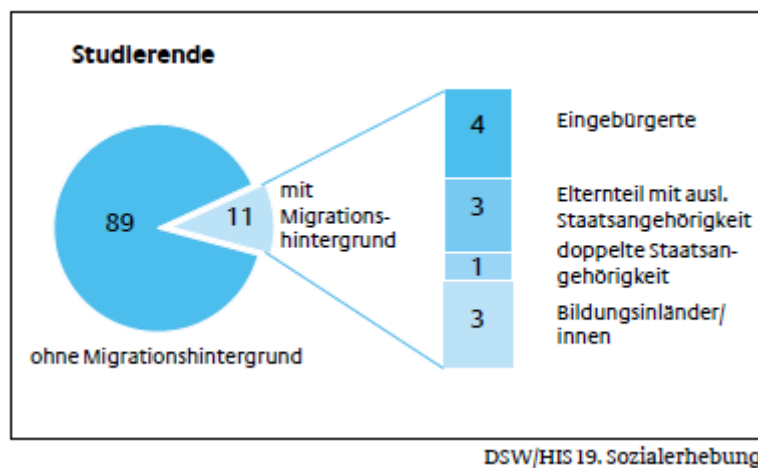 Studierende
89
11
mit
Migrations-
hintergrund
ohne Migrationshintergrund
4
Eingebürgerte
3
Elternteil mit ausl.
Staatsangehörigkeit
1
doppelte Staatsan-
gehörigkeit
3
Bildungsinländer/
innen
DSW/HIS 19. Sozialerhebung